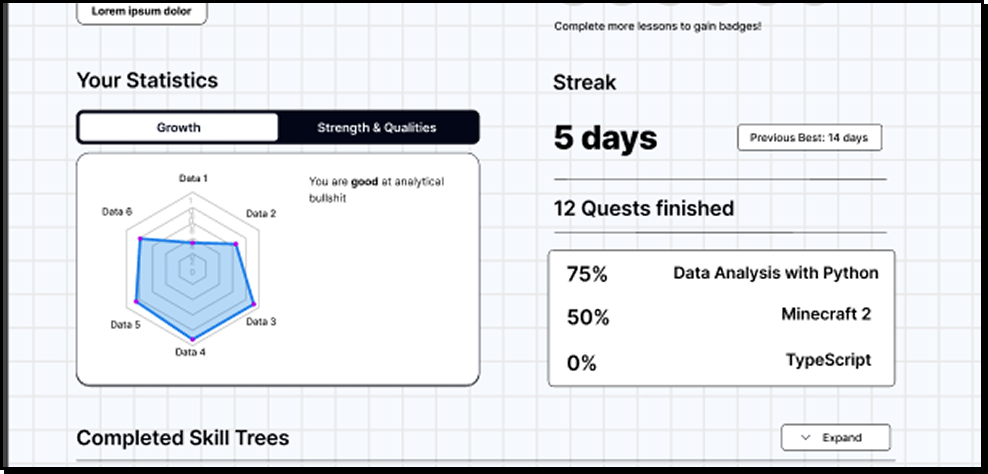 Lorem ipsum dolor
Complete more lessons to gain badges!
Your Statistics
Growth
Strength & Qualities
Data 1
Data 2
Data 3
Data 4
Data 5
Data 6
You are good at analytical
bullshit
Streak
5 days
Previous Best: 14 days
12 Quests finished
75% Data Analysis with Python
50% Minecraft 2
0% TypeScript
Completed Skill Trees
Expand